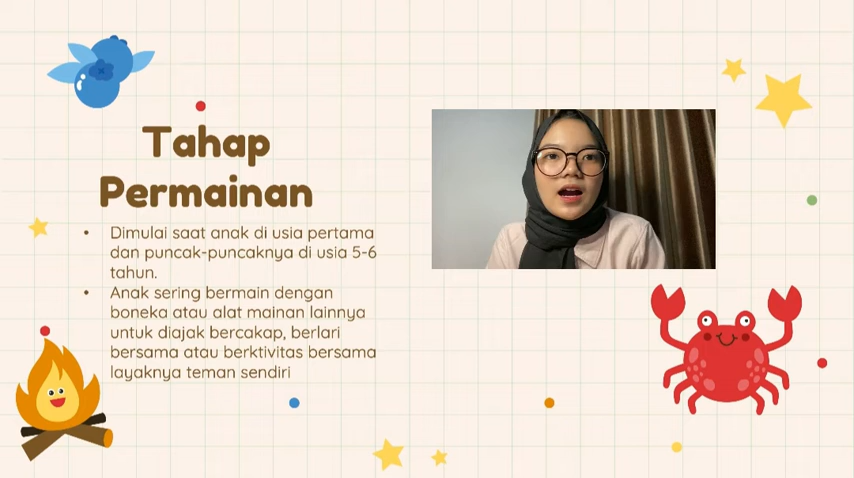 Tahap
Permainan
• Dimulai saat anak di usia pertama
dan puncak-puncaknya di usia 5-6
tahun.
• Anak sering bermain dengan
boneka atau alat mainan lainnya
untuk diajak bercakap, berlari
bersama atau berktivitas bersama
layaknya teman sendiri